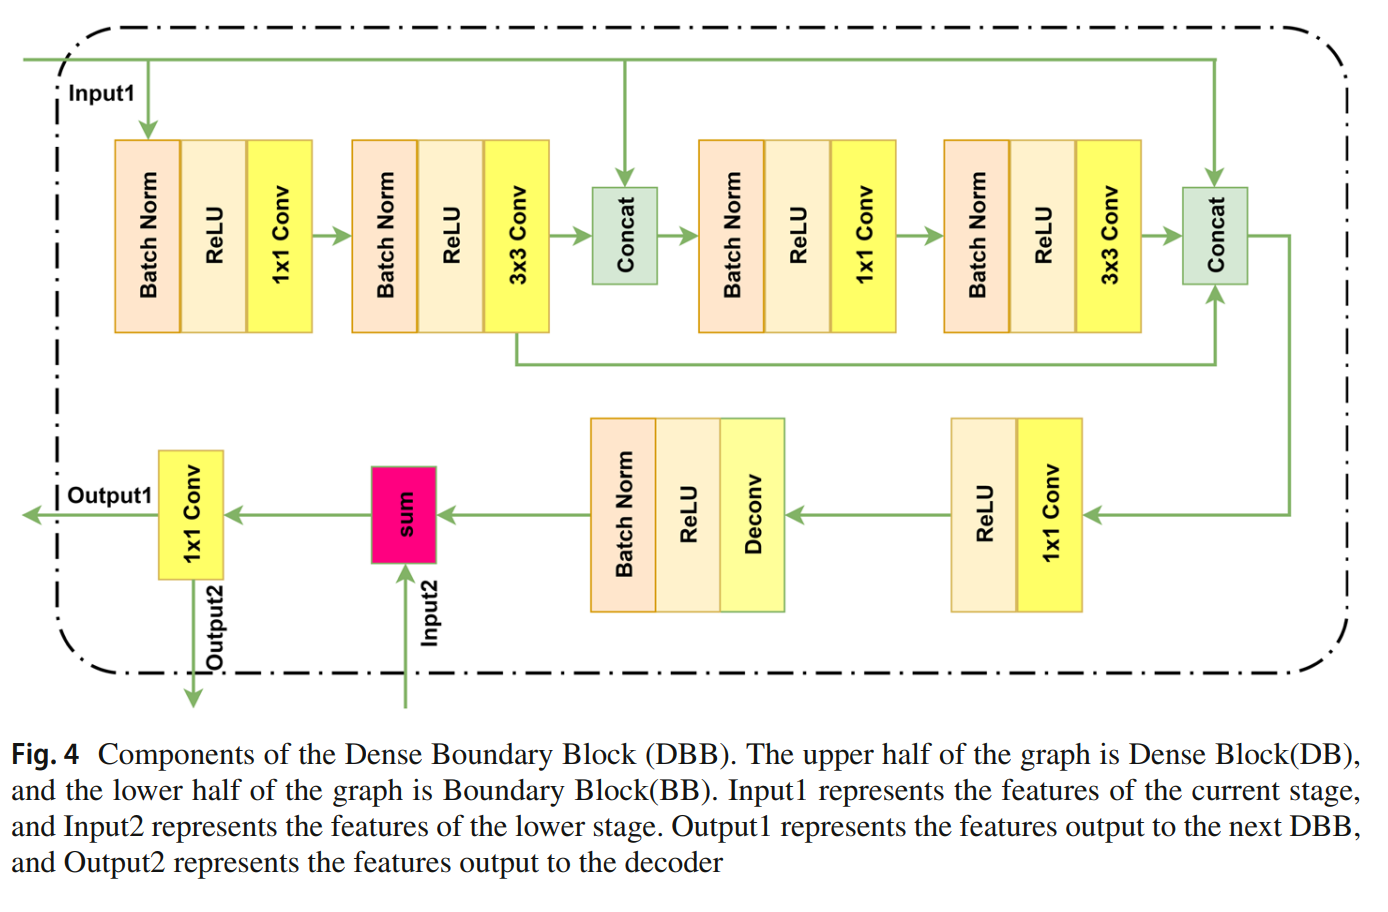 Input1
Batch Norm
ReLU
1x1 Conv
Batch Norm
ReLU
3x3 Conv
Concat
Batch Norm
ReLU
1x1 Conv
Batch Norm
ReLU
3x3 Conv
Concat
Output1
1x1 Conv
Output2
sum
Input2
Batch Norm
ReLU
Deconv
ReLU
1x1 Conv
Fig. 4 Components of the Dense Boundary Block (DBB). The upper half of the graph is Dense Block(DB),
and the lower half of the graph is Boundary Block(BB). Input1 represents the features of the current stage,
and Input2 represents the features of the lower stage. Output1 represents the features output to the next DBB,
and Output2 represents the features output to the decoder